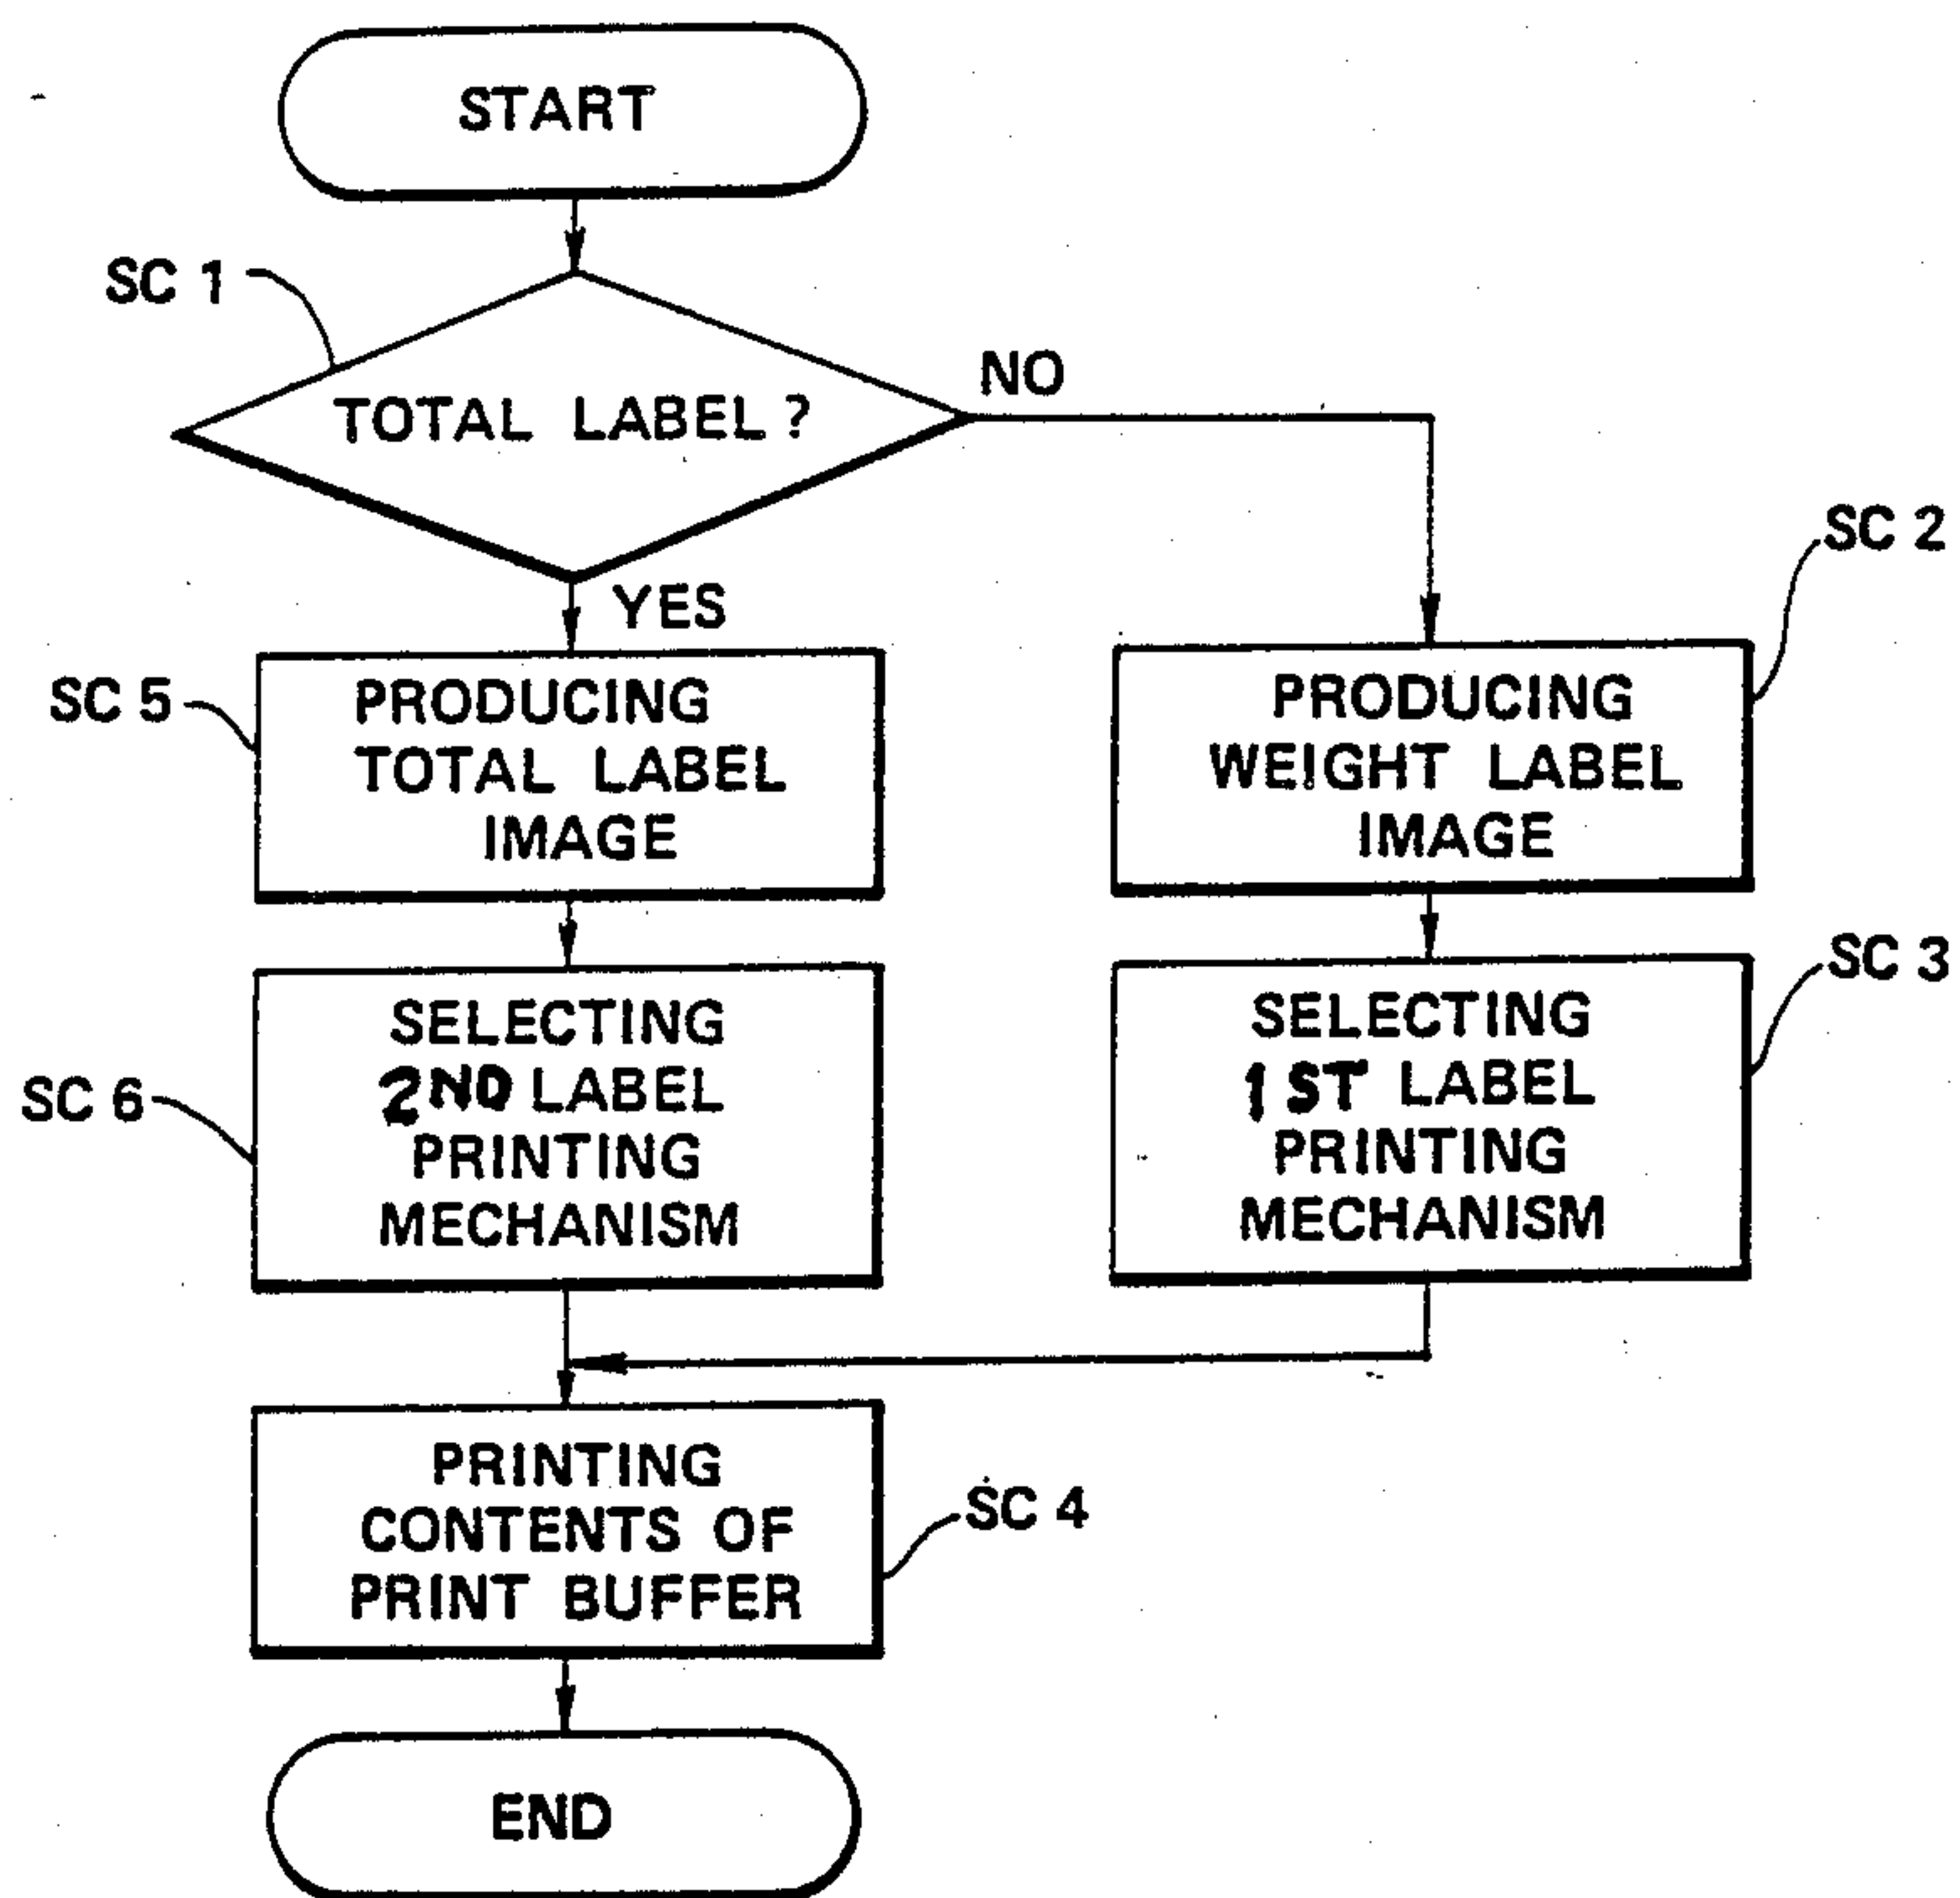 START
SC 1
TOTAL LABEL ?
NO
YES
SC 2
SC 5
PRODUCING
TOTAL LABEL
IMAGE
PRODUCING
WEIGHT LABEL
IMAGE
SC 3
SC 6
SELECTING
2ND LABEL
PRINTING
MECHANISM
SELECTING
1ST LABEL
PRINTING
MECHANISM
PRINTING
CONTENTS OF
PRINT BUFFER
SC 4
END